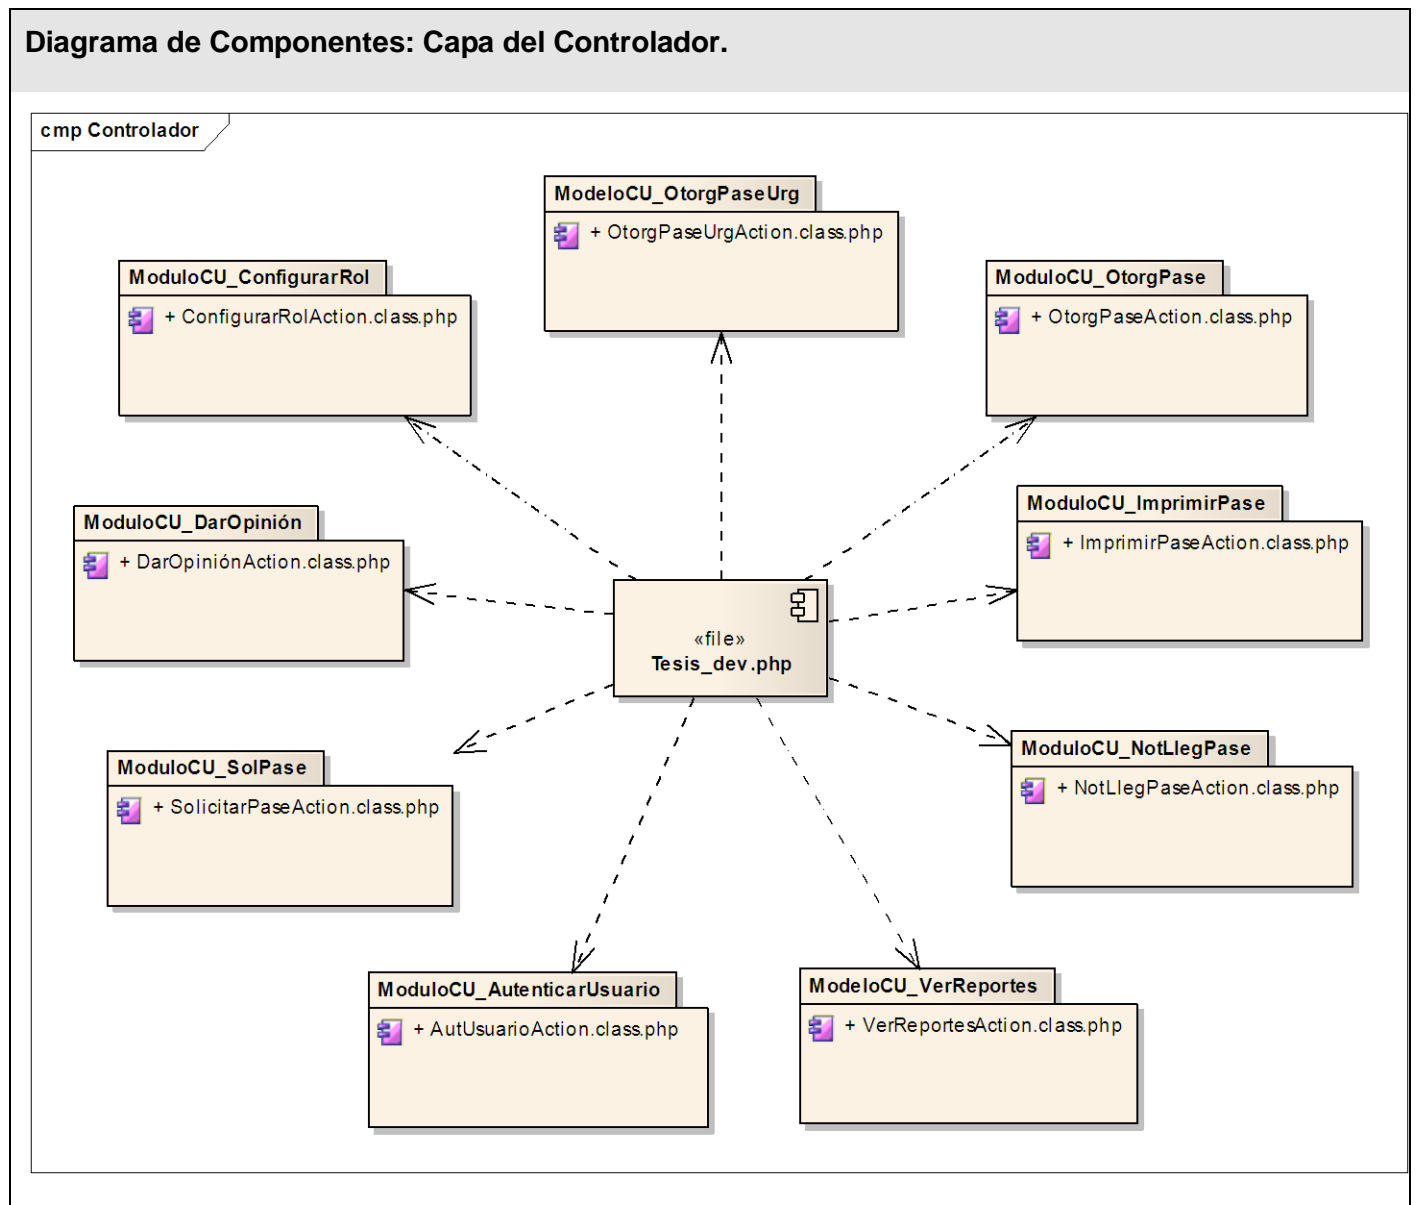 Diagrama de Componentes: Capa del Controlador.
cmp Controlador
ModeloCU_OtorgPaseUrg
+ OtorgPaseUrgAction.class.php
ModuloCU_ConfigurarRol
+ ConfigurarRolAction.class.php
ModuloCU_OtorgPase
+ OtorgPaseAction.class.php
ModuloCU_DarOpinión
+ DarOpiniónAction.class.php
ModuloCU_ImprimirPase
+ ImprimirPaseAction.class.php
«file»
Tesis_dev.php
ModuloCU_SolPase
+ SolicitarPaseAction.class.php
ModuloCU_NotLlegPase
+ NotLlegPaseAction.class.php
ModuloCU_AutenticarUsuario
+ AutUsuarioAction.class.php
ModeloCU_VerReportes
+ VerReportesAction.class.php